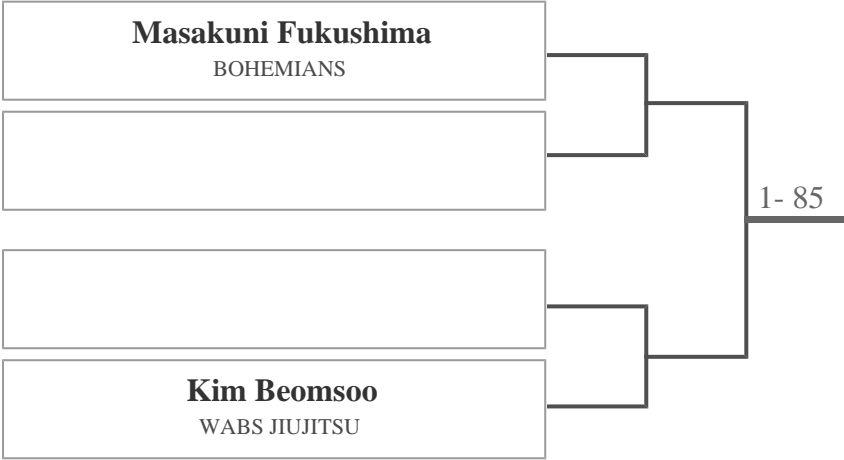 Masakuni Fukushima
BOHEMIANS
1- 85
Kim Beomsoo
WABS JIUJITSU